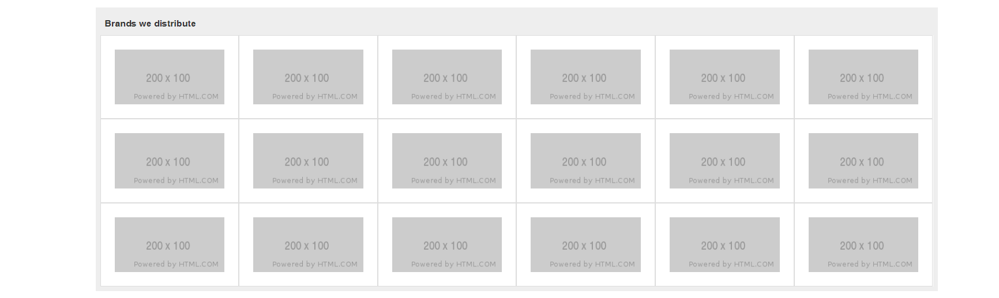 Brands we distribute
200 x 100 200 x 100 200 x 100 200 x 100 200 x 100 200 x 100
Powered by HTML.COM Powered by HTML.COM Powered by HTML.COM Powered by HTML.COM Powered by HTML.COM Powered by HTML.COM
200 x 100 200 x 100 200 x 100 200 x 100 200 x 100 200 x 100
Powered by HTML.COM Powered by HTML.COM Powered by HTML.COM Powered by HTML.COM Powered by HTML.COM Powered by HTML.COM
200 x 100 200 x 100 200 x 100 200 x 100 200 x 100 200 x 100
Powered by HTML.COM Powered by HTML.COM Powered by HTML.COM Powered by HTML.COM Powered by HTML.COM Powered by HTML.COM